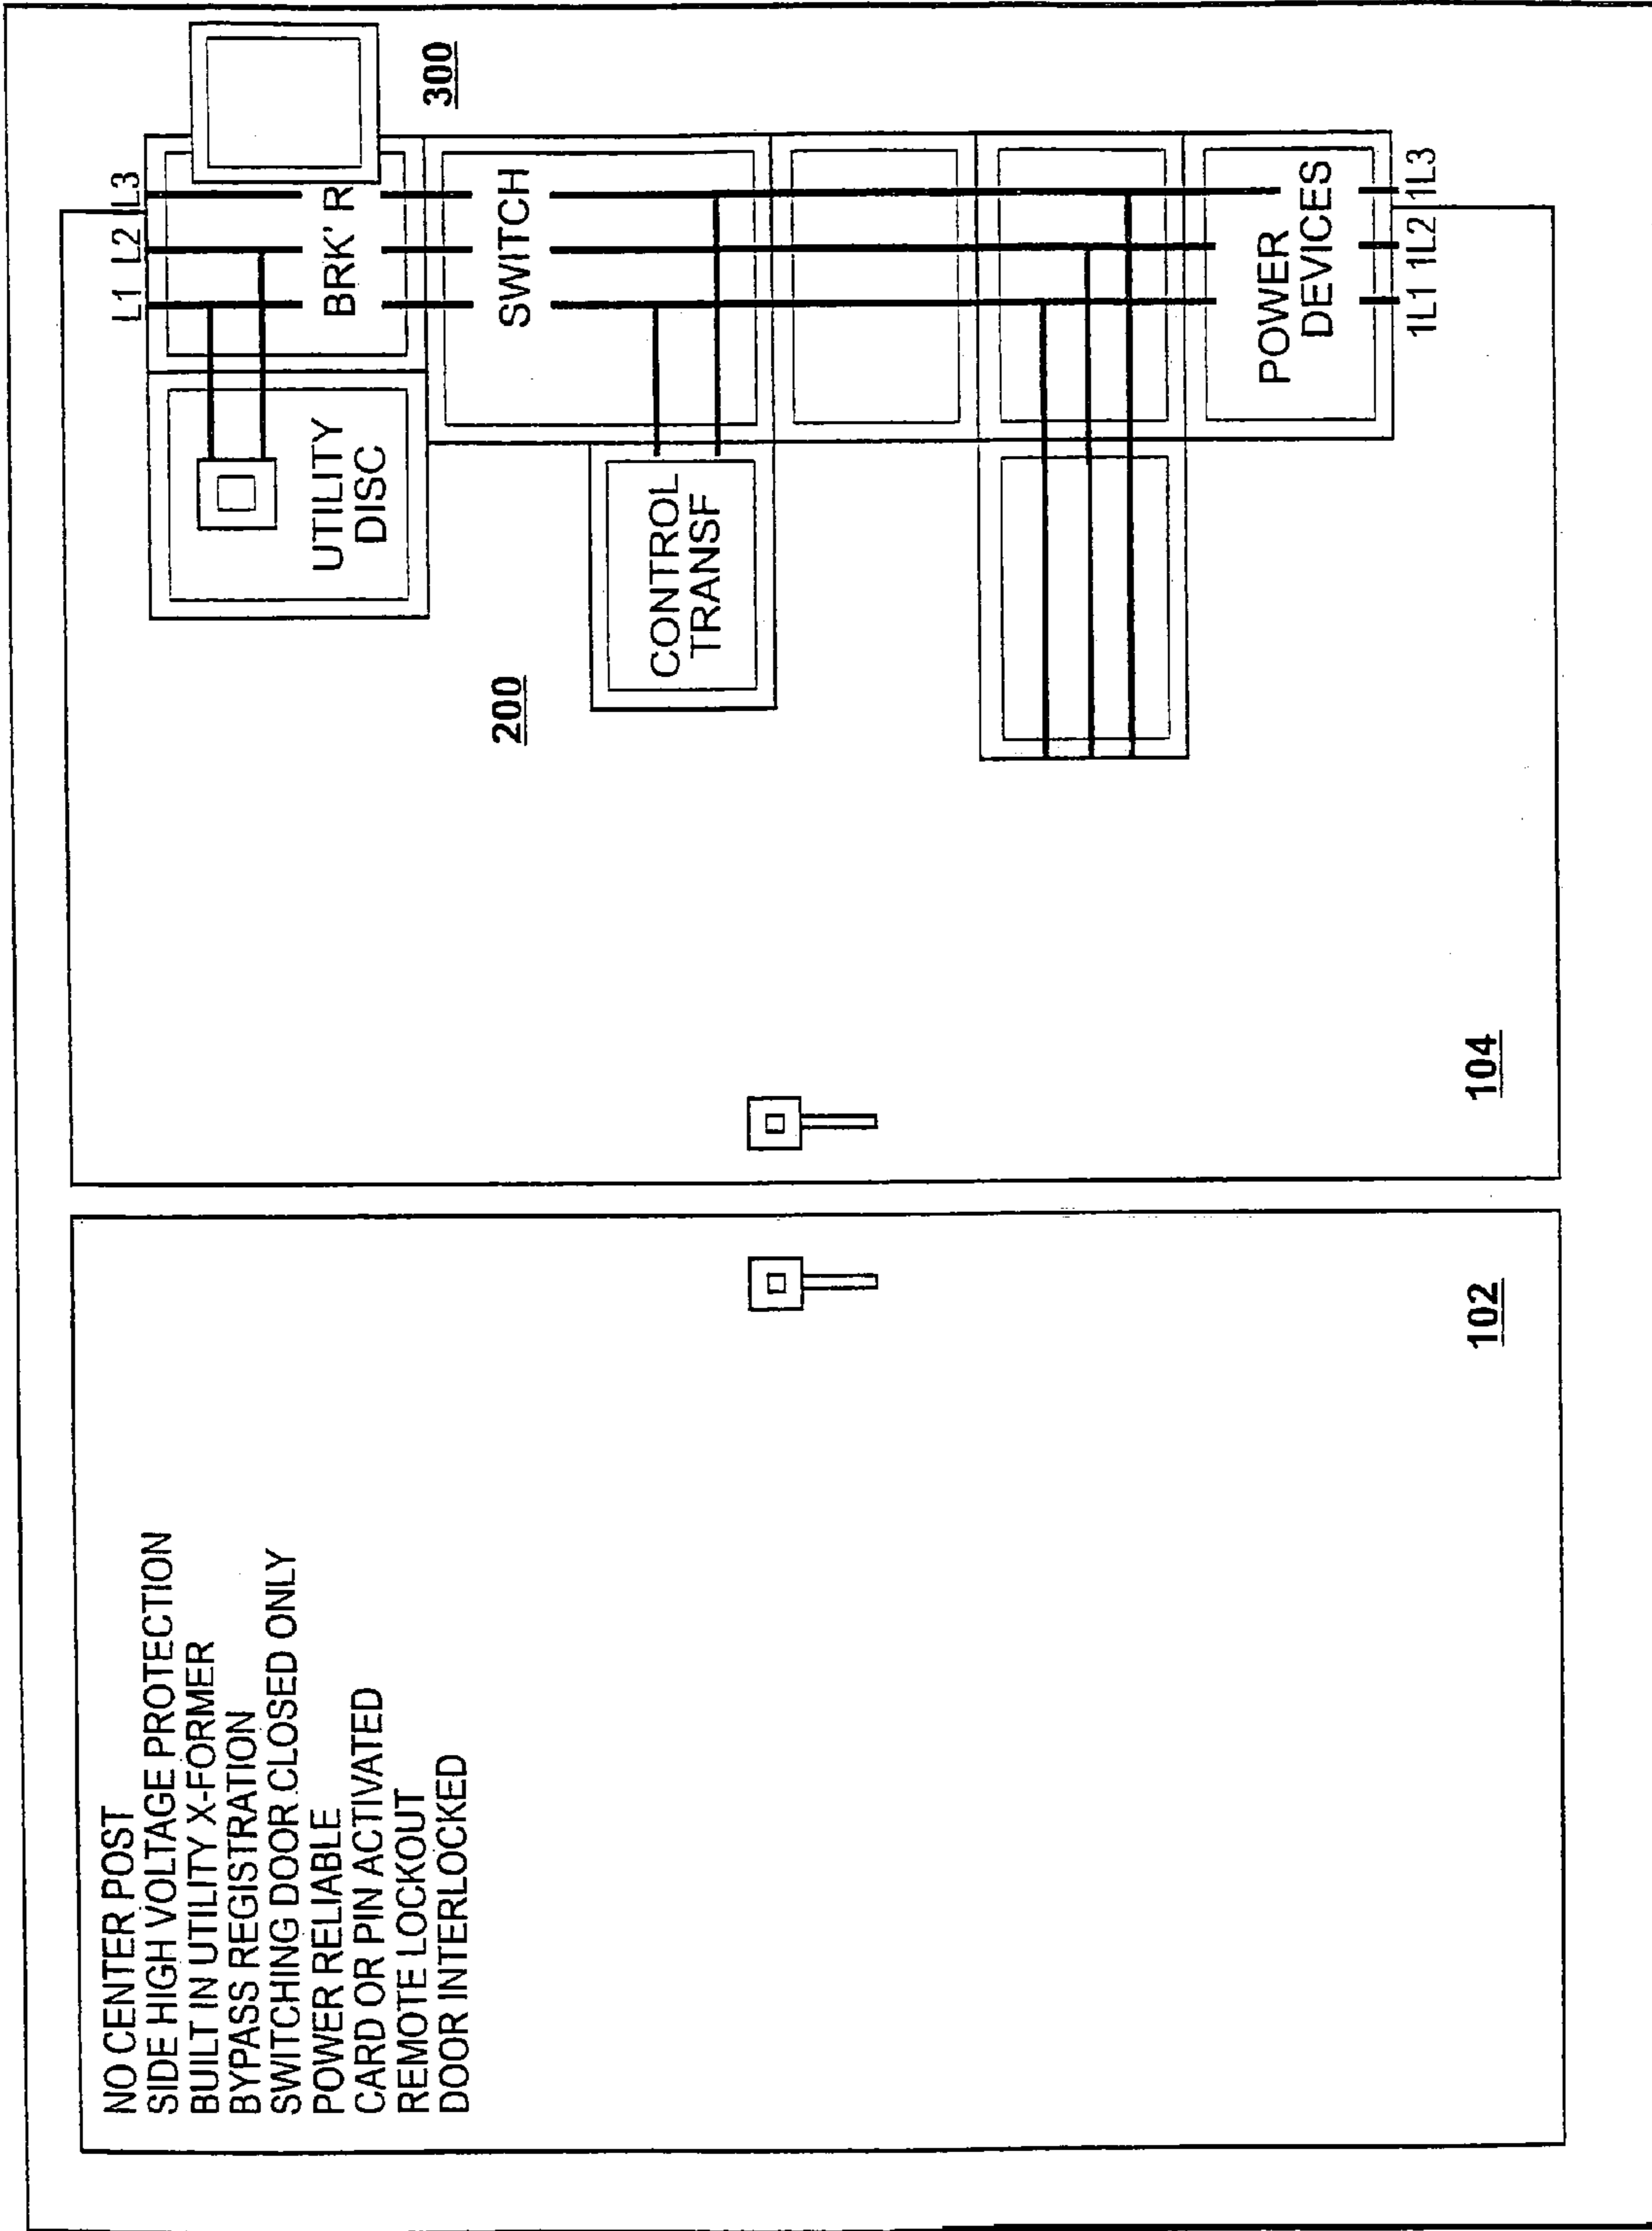 NO CENTER POST
SIDE HIGH VOLTAGE PROTECTION
BUILT IN UTILITY X-FORMER
BYPASS REGISTRATION
SWITCHING DOOR CLOSED ONLY
POWER RELIABLE
CARD OR PIN ACTIVATED
REMOTE LOCKOUT
DOOR INTERLOCKED
102
104
200
300
L1 L2 L3
UTILITY
DISC
BRK' R
SWITCH
CONTROL
TRANSF
POWER
DEVICES
1L1 1L2 1L3